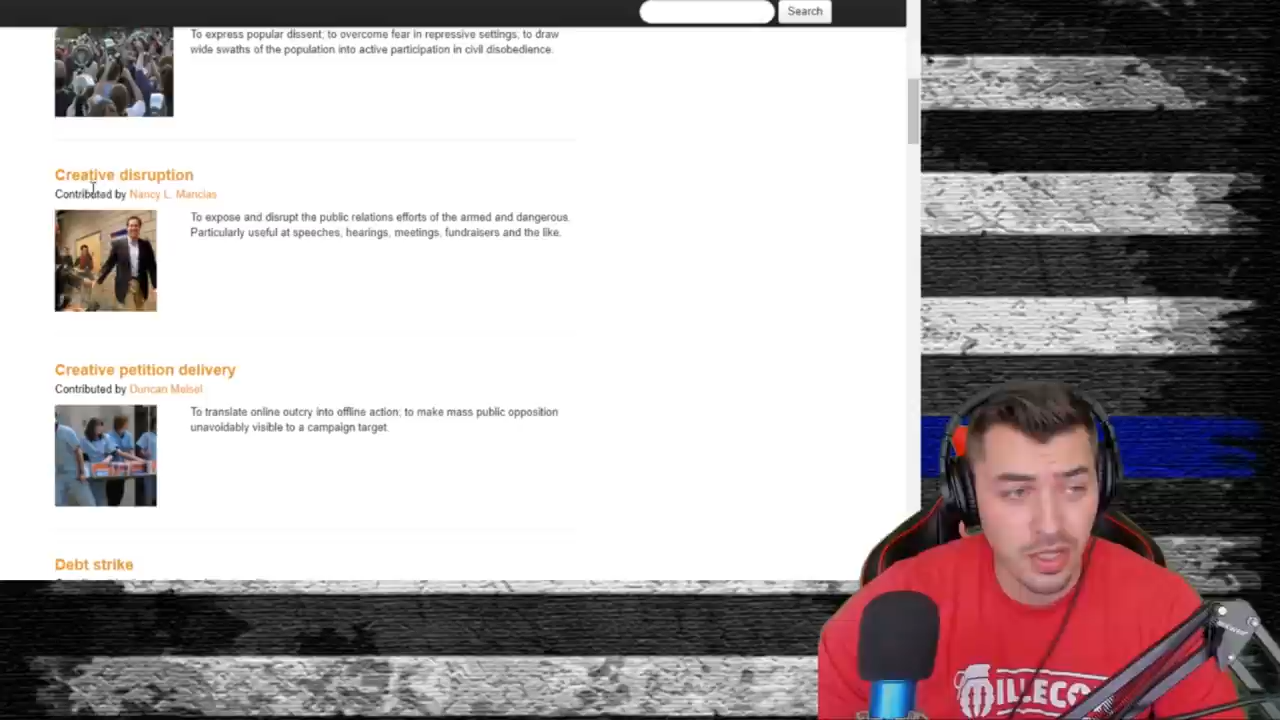 Search
To express popular dissent; to overcome fear in repressive settings; to draw
wide swaths of the population into active participation in civil disobedience.
Creative disruption
Contributed by Nancy L. Mancias
To expose and disrupt the public relations efforts of the armed and dangerous.
Particularly useful at speeches, hearings, meetings, fundraisers and the like.
Creative petition delivery
Contributed by Duncan Meisel
To translate online outcry into offline action; to make mass public opposition
unavoidably visible to a campaign target.
Debt strike